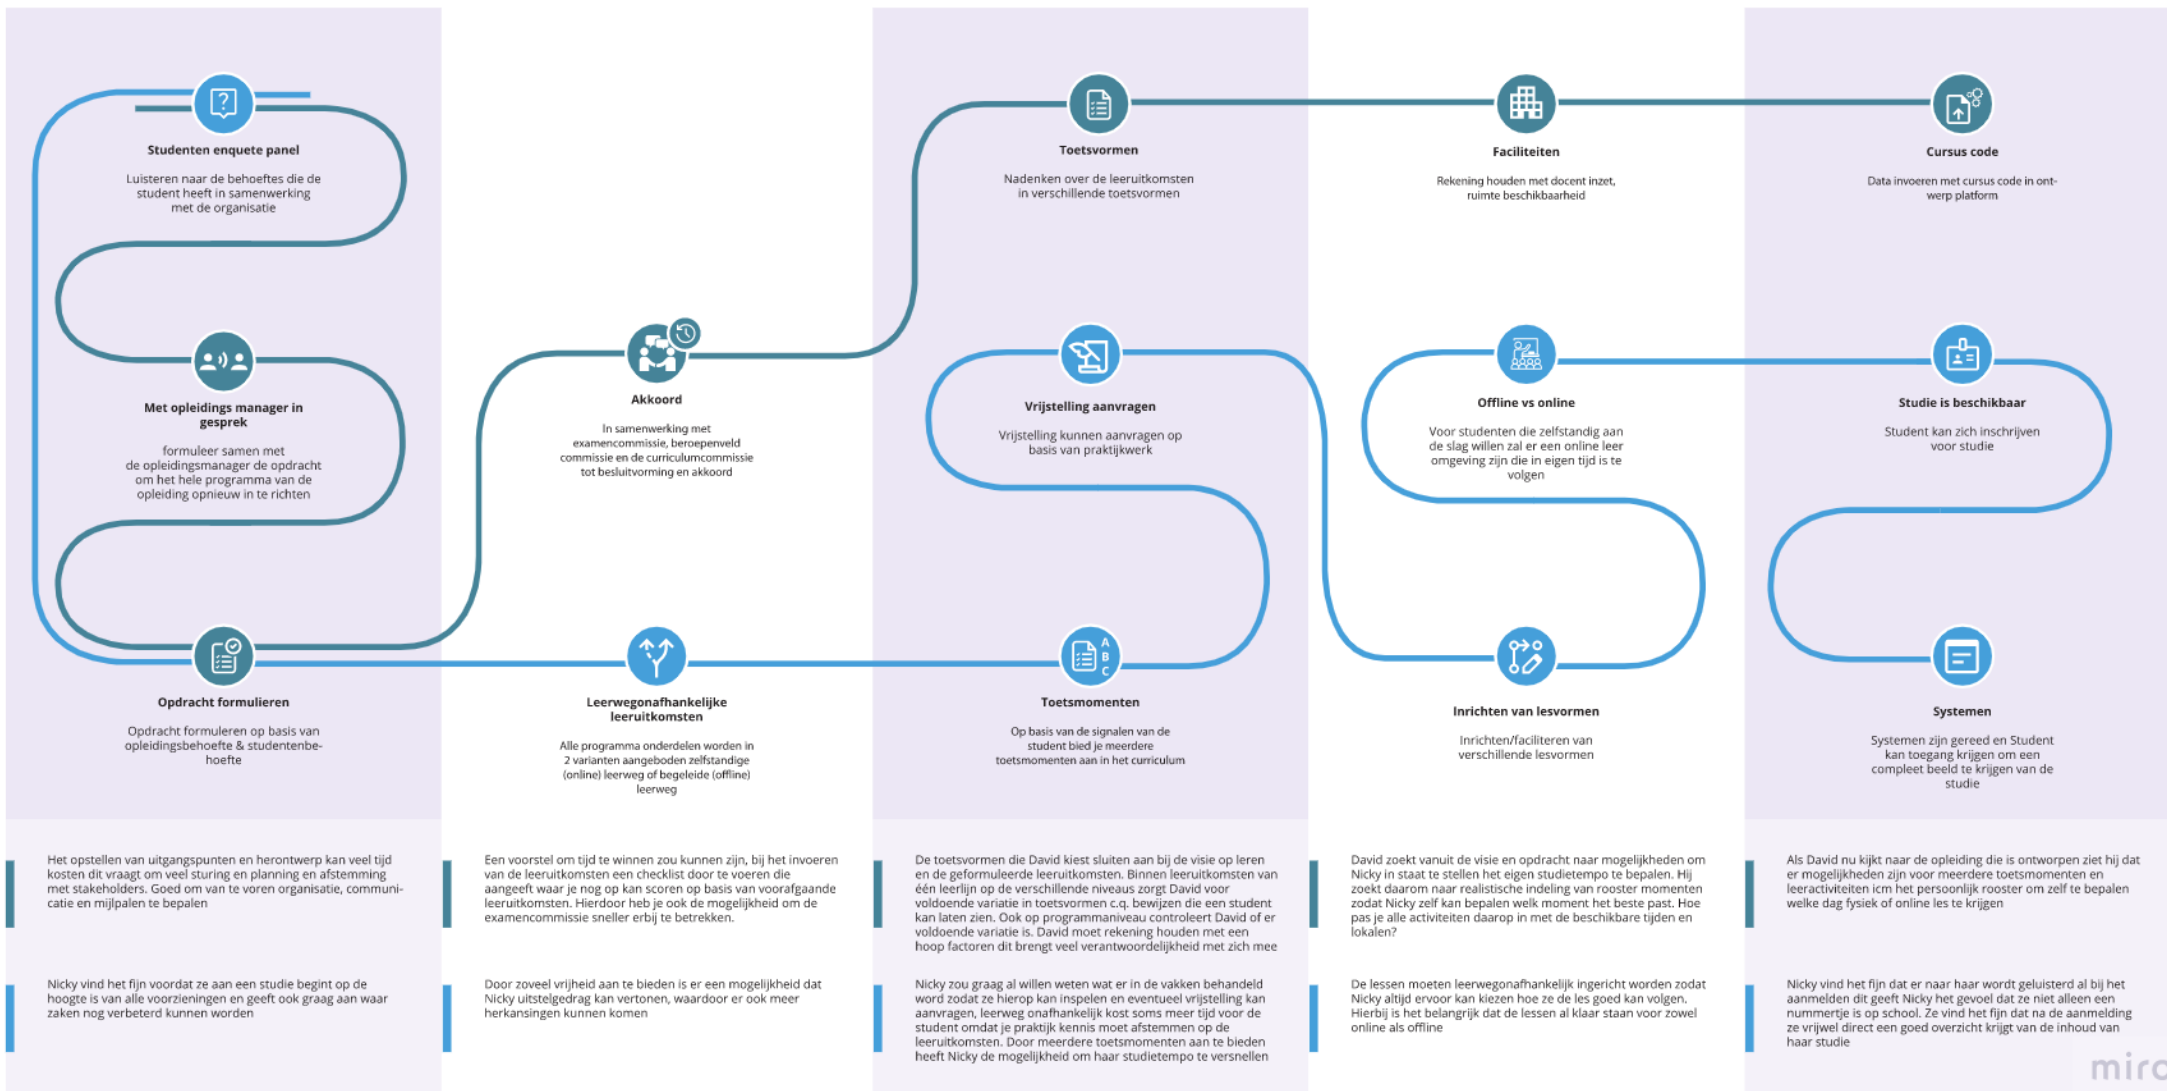 Studenten enquete panel
Luisteren naar de behoeftes die de
student heeft in samenwerking
met de organisatie
Met opleidings manager in
gesprek
formuleer samen met
de opleidingsmanager de opdracht
om het hele programma van de
opleiding opnieuw in te richten
Opdracht formulieren
Opdracht formuleren op basis van
opleidingsbehoefte & studentenbe-
hoefte
Akkoord
In samenwerking met
examencommissie, beroepenveld
commissie en de curriculumcommissie
tot besluitvorming en akkoord
Leerwegonafhankelijke
leeruitkomsten
Alle programma onderdelen worden in
2 varianten aangeboden zelfstandige
(online) leerweg of begeleide (offline)
leerweg
Toetsvormen
Nadenken over de leeruitkomsten
in verschillende toetsvormen
Vrijstelling aanvragen
Vrijstelling kunnen aanvragen op
basis van praktijkwerk
A
B
C
Toetsmomenten
Op basis van de signalen van de
student bied je meerdere
toetsmomenten aan in het curriculum
Faciliteiten
Rekening houden met docent inzet,
ruimte beschikbaarheid
Offline vs online
Voor studenten die zelfstandig aan
de slag willen zal er een online leer
omgeving zijn die in eigen tijd is te
volgen
Inrichten van lesvormen
Inrichten/faciliteren van
verschillende lesvormen
Cursus code
Data invoeren met cursus code in ont-
werp platform
Studie is beschikbaar
Student kan zich inschrijven
voor studie
Systemen
Systemen zijn gereed en Student
kan toegang krijgen om een
compleet beeld te krijgen van de
studie
Het opstellen van uitgangspunten en herontwerp kan veel tijd
kosten dit vraagt om veel sturing en planning en afstemming
met stakeholders. Goed om van te voren organisatie, communi-
catie en mijlpalen te bepalen
Een voorstel om tijd te winnen zou kunnen zijn, bij het invoeren
van de leeruitkomsten een checklist door te voeren die
aangeeft waar je nog op kan scoren op basis van voorafgaande
leeruitkomsten. Hierdoor heb je ook de mogelijkheid om de
examencommissie sneller erbij te betrekken.
De toetsvormen die David kiest sluiten aan bij de visie op leren
en de geformuleerde leeruitkomsten. Binnen leeruitkomsten van
één leerlijn op de verschillende niveaus zorgt David voor
voldoende variatie in toetsvormen c.q. bewijzen die een student
kan laten zien. Ook op programmaniveau controleert David of er
voldoende variatie is. David moet rekening houden met een
hoop factoren dit brengt veel verantwoordelijkheid met zich mee
David zoekt vanuit de visie en opdracht naar mogelijkheden om
Nicky in staat te stellen het eigen studietempo te bepalen. Hij
zoekt daarom naar realistische indeling van rooster momenten
zodat Nicky zelf kan bepalen welk moment het beste past. Hoe
pas je alle activiteiten daarop in met de beschikbare tijden en
lokalen?
Als David nu kijkt naar de opleiding die is ontworpen ziet hij dat
er mogelijkheden zijn voor meerdere toetsmomenten en
leeractiviteiten icm het persoonlijk rooster om zelf te bepalen
welke dag fysiek of online les te krijgen
Nicky vind het fijn voordat ze aan een studie begint op de
hoogte is van alle voorzieningen en geeft ook graag aan waar
zaken nog verbeterd kunnen worden
Door zoveel vrijheid aan te bieden is er een mogelijkheid dat
Nicky uitstelgedrag kan vertonen, waardoor er ook meer
herkansingen kunnen komen
Nicky zou graag al willen weten wat er in de vakken behandeld
word zodat ze hierop kan inspelen en eventueel vrijstelling kan
aanvragen, leerweg onafhankelijk kost soms meer tijd voor de
student omdat je praktijk kennis moet afstemmen op de
leeruitkomsten. Door meerdere toetsmomenten aan te bieden
heeft Nicky de mogelijkheid om haar studietempo te versnellen
De lessen moeten leerwegonafhankelijk ingericht worden zodat
Nicky altijd ervoor kan kiezen hoe ze de les goed kan volgen.
Hierbij is het belangrijk dat de lessen al klaar staan voor zowel
online als offline
Nicky vind het fijn dat er naar haar wordt geluisterd al bij het
aanmelden dit geeft Nicky het gevoel dat ze niet alleen een
nummertje is op school. Ze vind het fijn dat na de aanmelding
ze vrijwel direct een goed overzicht krijgt van de inhoud van
haar studie
miro